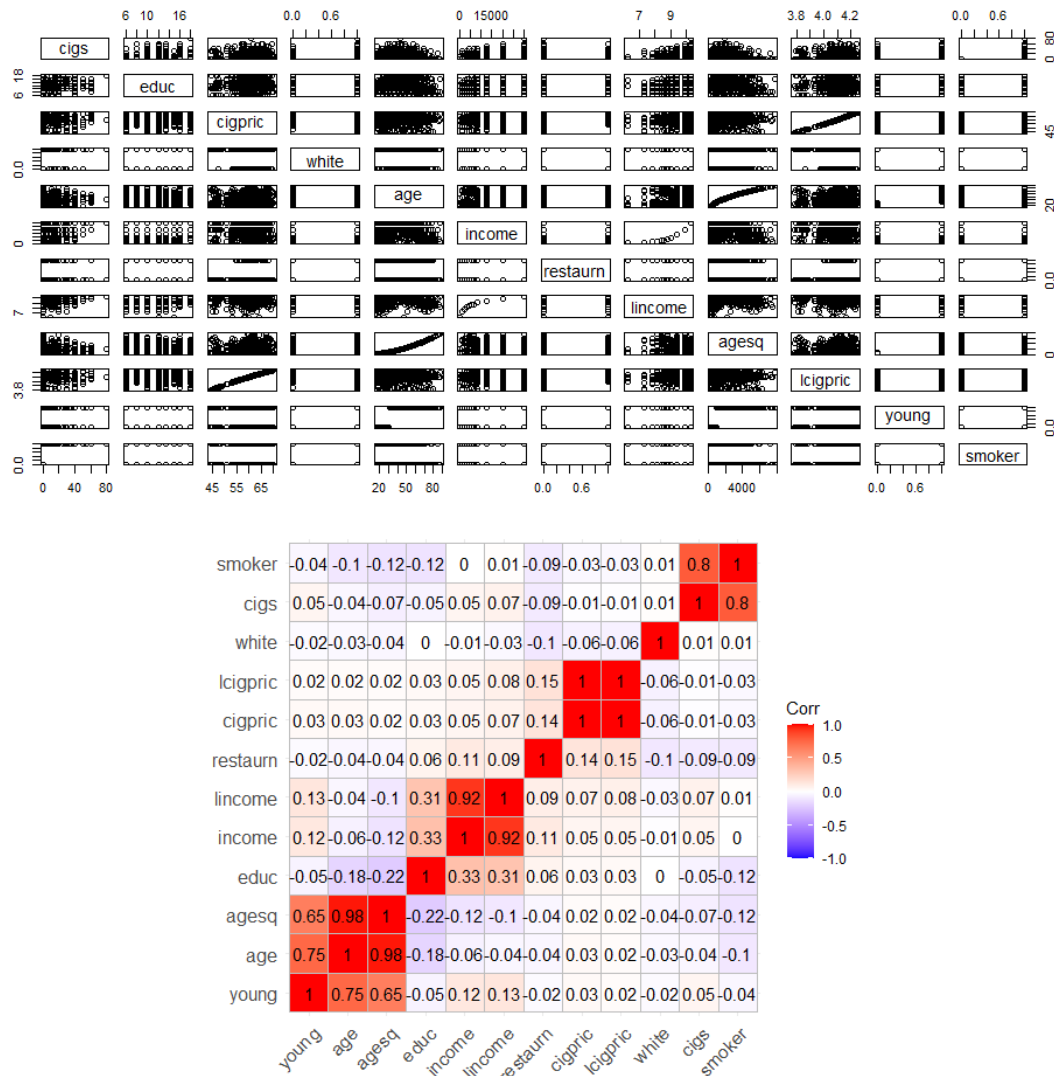 6 10 16 0.0 0.6 0 15000 7 9 3.8 4.0 4.2 0.0 0.6
cigs 0 80
6 18 educ
cigpric 45
0.0 white
age 20
0 income
restaurn 0.0
7 lincome
agesq 0
3.8 lcigpric
young 0.0
0.0 smoker
0 40 80 45 55 65 20 50 80 0.0 0.6 0 4000 0.0 0.6
smoker -0.04 -0.1 -0.12 -0.12 0 0.01 -0.09 -0.03 -0.03 0.01 0.8 1
cigs 0.05 -0.04 -0.07 -0.05 0.05 0.07 -0.09 -0.01 -0.01 0.01 1 0.8
white -0.02 -0.03 -0.04 0 -0.01 -0.03 -0.1 -0.06 -0.06 1 0.01 0.01
lcigpric 0.02 0.02 0.02 0.03 0.05 0.08 0.15 1 1 -0.06 -0.01 -0.03
cigpric 0.03 0.03 0.02 0.03 0.05 0.07 0.14 1 1 -0.06 -0.01 -0.03
restaurn -0.02 -0.04 -0.04 0.06 0.11 0.09 1 0.14 0.15 -0.1 -0.09 -0.09
lincome 0.13 -0.04 -0.1 0.31 0.92 1 0.09 0.07 0.08 -0.03 0.07 0.01
income 0.12 -0.06 -0.12 0.33 1 0.92 0.11 0.05 0.05 -0.01 0.05 0
educ -0.05 -0.18 -0.22 1 0.33 0.31 0.06 0.03 0.03 0 -0.05 -0.12
agesq 0.65 0.98 1 -0.22 -0.12 -0.1 -0.04 0.02 0.02 -0.04 -0.07 -0.12
age 0.75 1 0.98 -0.18 -0.06 -0.04 -0.04 0.03 0.02 -0.03 -0.04 -0.1
young 1 0.75 0.65 -0.05 0.12 0.13 -0.02 0.03 0.02 -0.02 0.05 -0.04
young age agesq educ income lincome restaurn cigpric lcigpric white cigs smoker
Corr
1.0
0.5
0.0
-0.5
-1.0